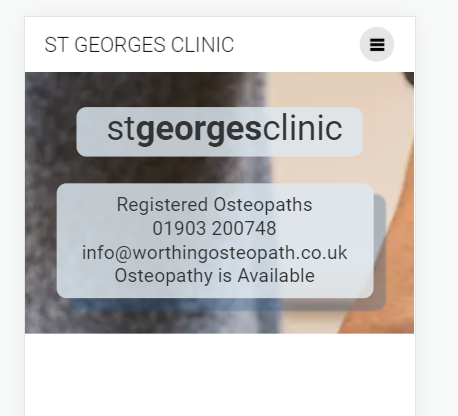 ST GEORGES CLINIC
stgeorgesclinic
Registered Osteopaths
01903 200748
info@worthingosteopath.co.uk
Osteopathy is Available